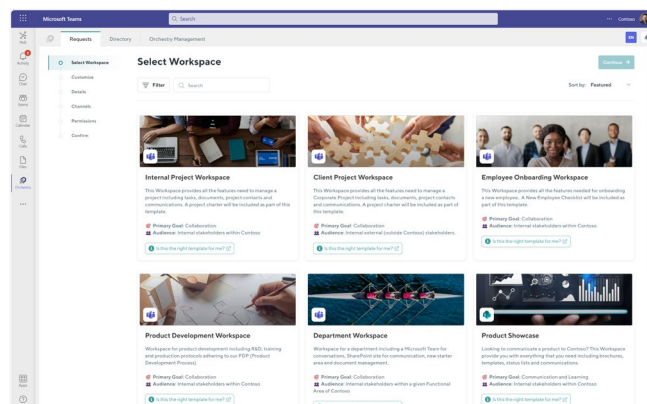 Microsoft Teams
Search
Contoso
Requests
Directory
Orchestry Management
EN
Activity
Chat
Teams
Calendar
Calls
Files
Orchestry
Apps
Select Workspace
Customise
Details
Channels
Permissions
Confirm
Select Workspace
Continue
Filter
Search
Sort by: Featured
Internal Project Workspace
This Workspace provides all the features need to manage a
project including tasks, documents, project contacts and
communications. A project charter will be included as part of this
template.
Primary Goal: Collaboration
Audience: Internal stakeholders within Contoso
Is this the right template for me?
Client Project Workspace
This Workspace provides all the features need to manage a
Corporate Project including tasks, documents, project contacts
and communications. A project charter will be included as part of
this template.
Primary Goal: Collaboration
Audience: Internal external (outside Contoso) stakeholders.
Is this the right template for me?
Employee Onboarding Workspace
This Workspace provides all the features needed for onboarding
a new employee.. A New Employee Checklist will be included as
part of this template.
Primary Goal: Collaboration
Audience: Internal stakeholders within Contoso
Is this the right template for me?
Product Development Workspace
Workspace for product development including R&D, training
and production protocols adhering to our PDP (Product
Development Process).
Primary Goal: Collaboration
Audience: Internal stakeholders within Contoso
Is this the right template for me?
Department Workspace
Workspace for a department including a Microsoft Team for
conversations, SharePoint site for communication, new starter
area and document management.
Primary Goal: Collaboration
Audience: Internal stakeholders within a given Functional
Area of Contoso
Product Showcase
Looking to communicate a product to Contoso? This Workspace
provide you with everything that you need including brochures,
templates, status lists and communications.
Primary Goal: Communication and Learning
Audience: Internal stakeholders within Contoso
Is this the right template for me?